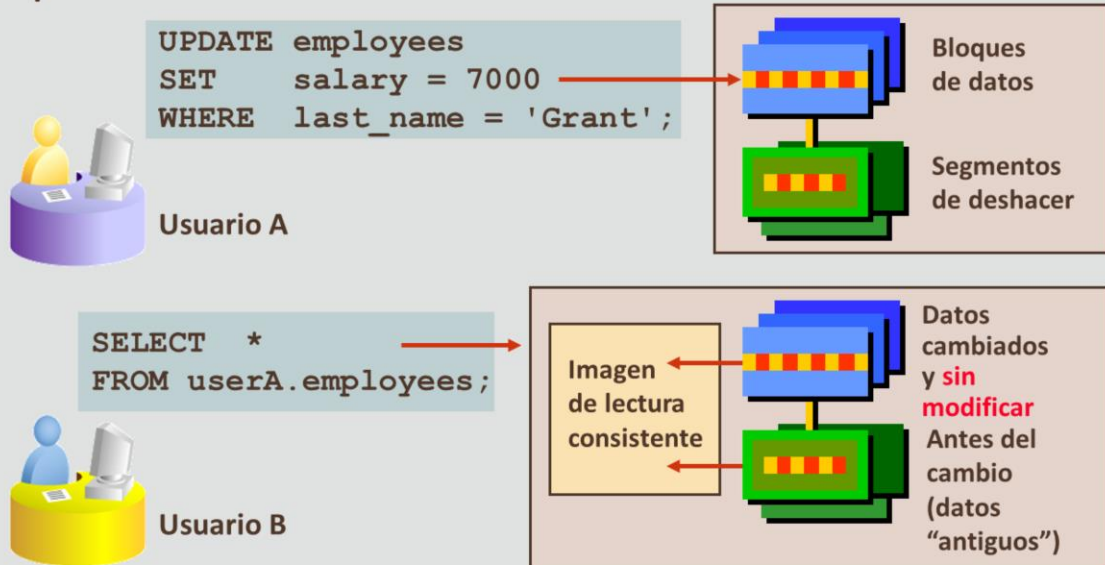 UPDATE employees
SET salary = 7000
WHERE last_name = 'Grant';
Bloques
de datos
Segmentos
de deshacer
Usuario A
SELECT *
FROM userA.employees;
Imagen
de lectura
consistente
Datos
cambiados
y sin
modificar
Antes del
cambio
(datos
“antiguos”)
Usuario B